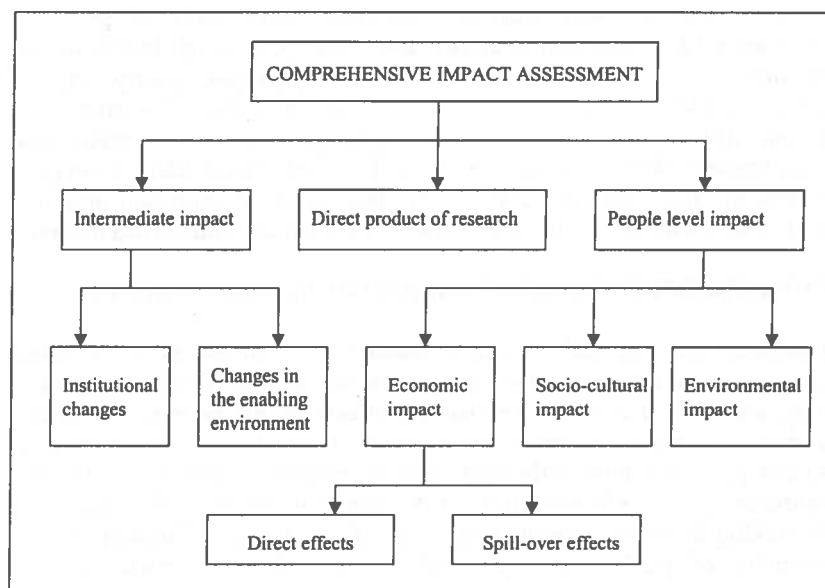 COMPREHENSIVE IMPACT ASSESSMENT
Intermediate impact
Direct product of research
People level impact
Institutional
changes
Changes in
the enabling
environment
Economic
impact
Socio-cultural
impact
Environmental
impact
Direct effects
Spill-over effects